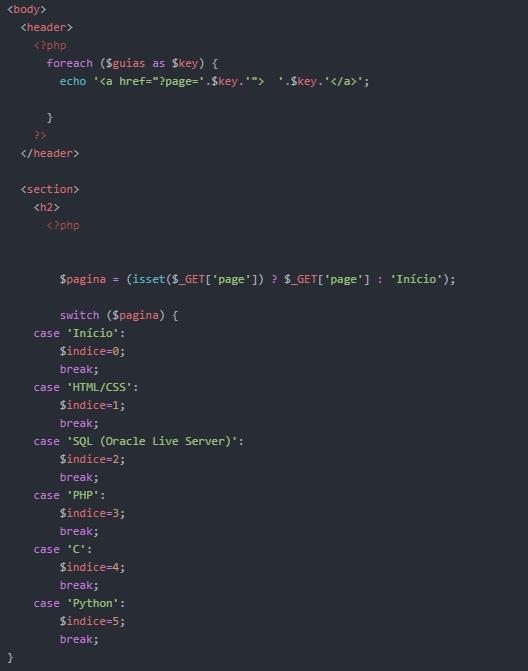 <body>
<header>
<?php
foreach ($guias as $key) {
echo '<a href="?page='.$key.'">  '.$key.'</a>';
}
?>
</header>
<section>
<h2>
<?php
$pagina = (isset($_GET['page']) ? $_GET['page'] : 'Início');
switch ($pagina) {
case 'Início':
$indice=0;
break;
case 'HTML/CSS':
$indice=1;
break;
case 'SQL (Oracle Live Server)':
$indice=2;
break;
case 'PHP':
$indice=3;
break;
case 'C':
$indice=4;
break;
case 'Python':
$indice=5;
break;
}